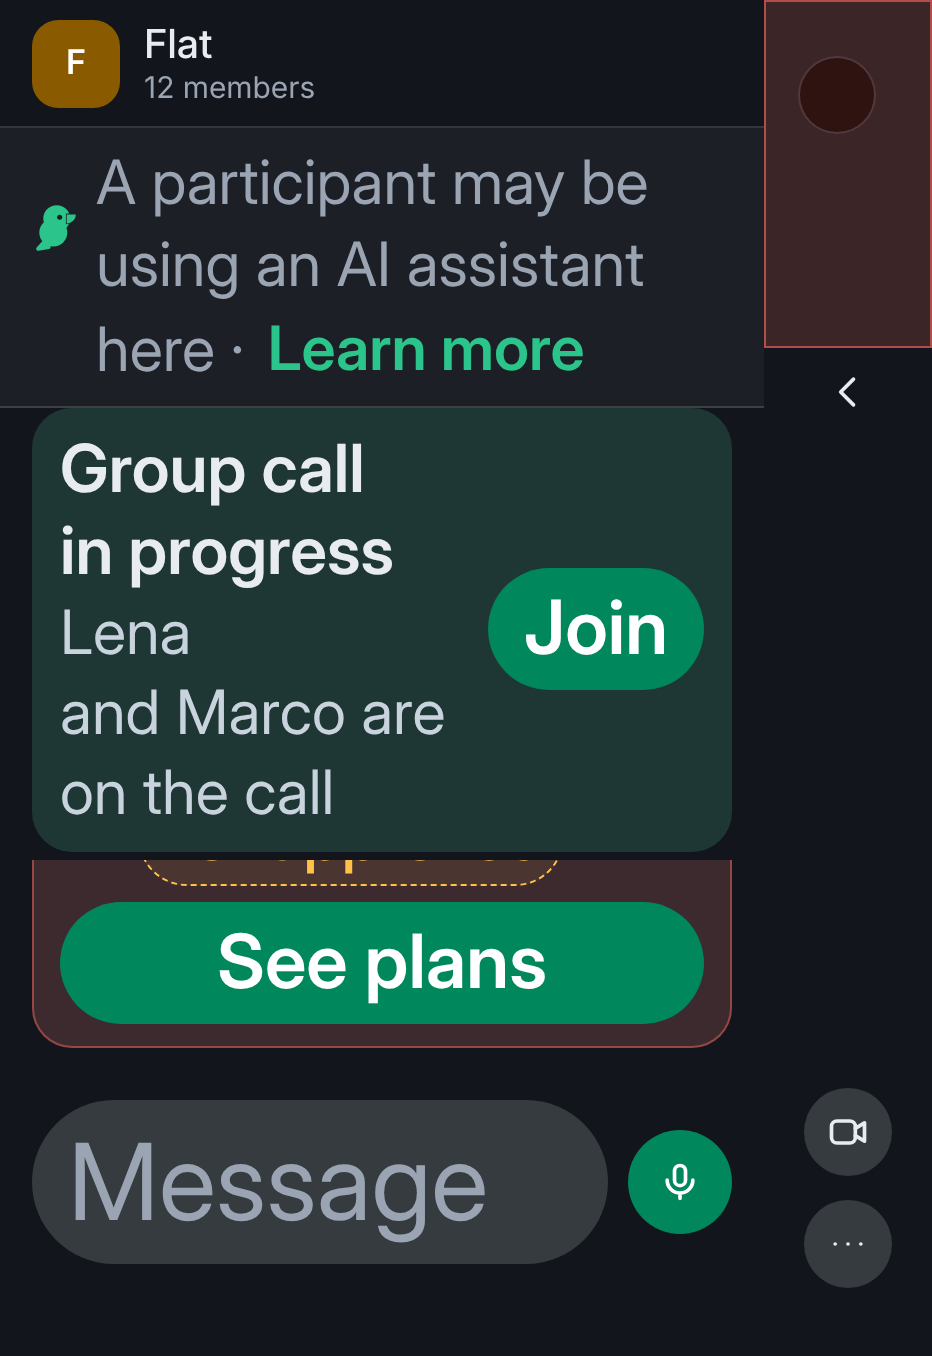 F
Flat
12 members
A participant may be
using an AI assistant
here · Learn more
Group call
in progress
Lena
and Marco are
on the call
Join
See plans
Message